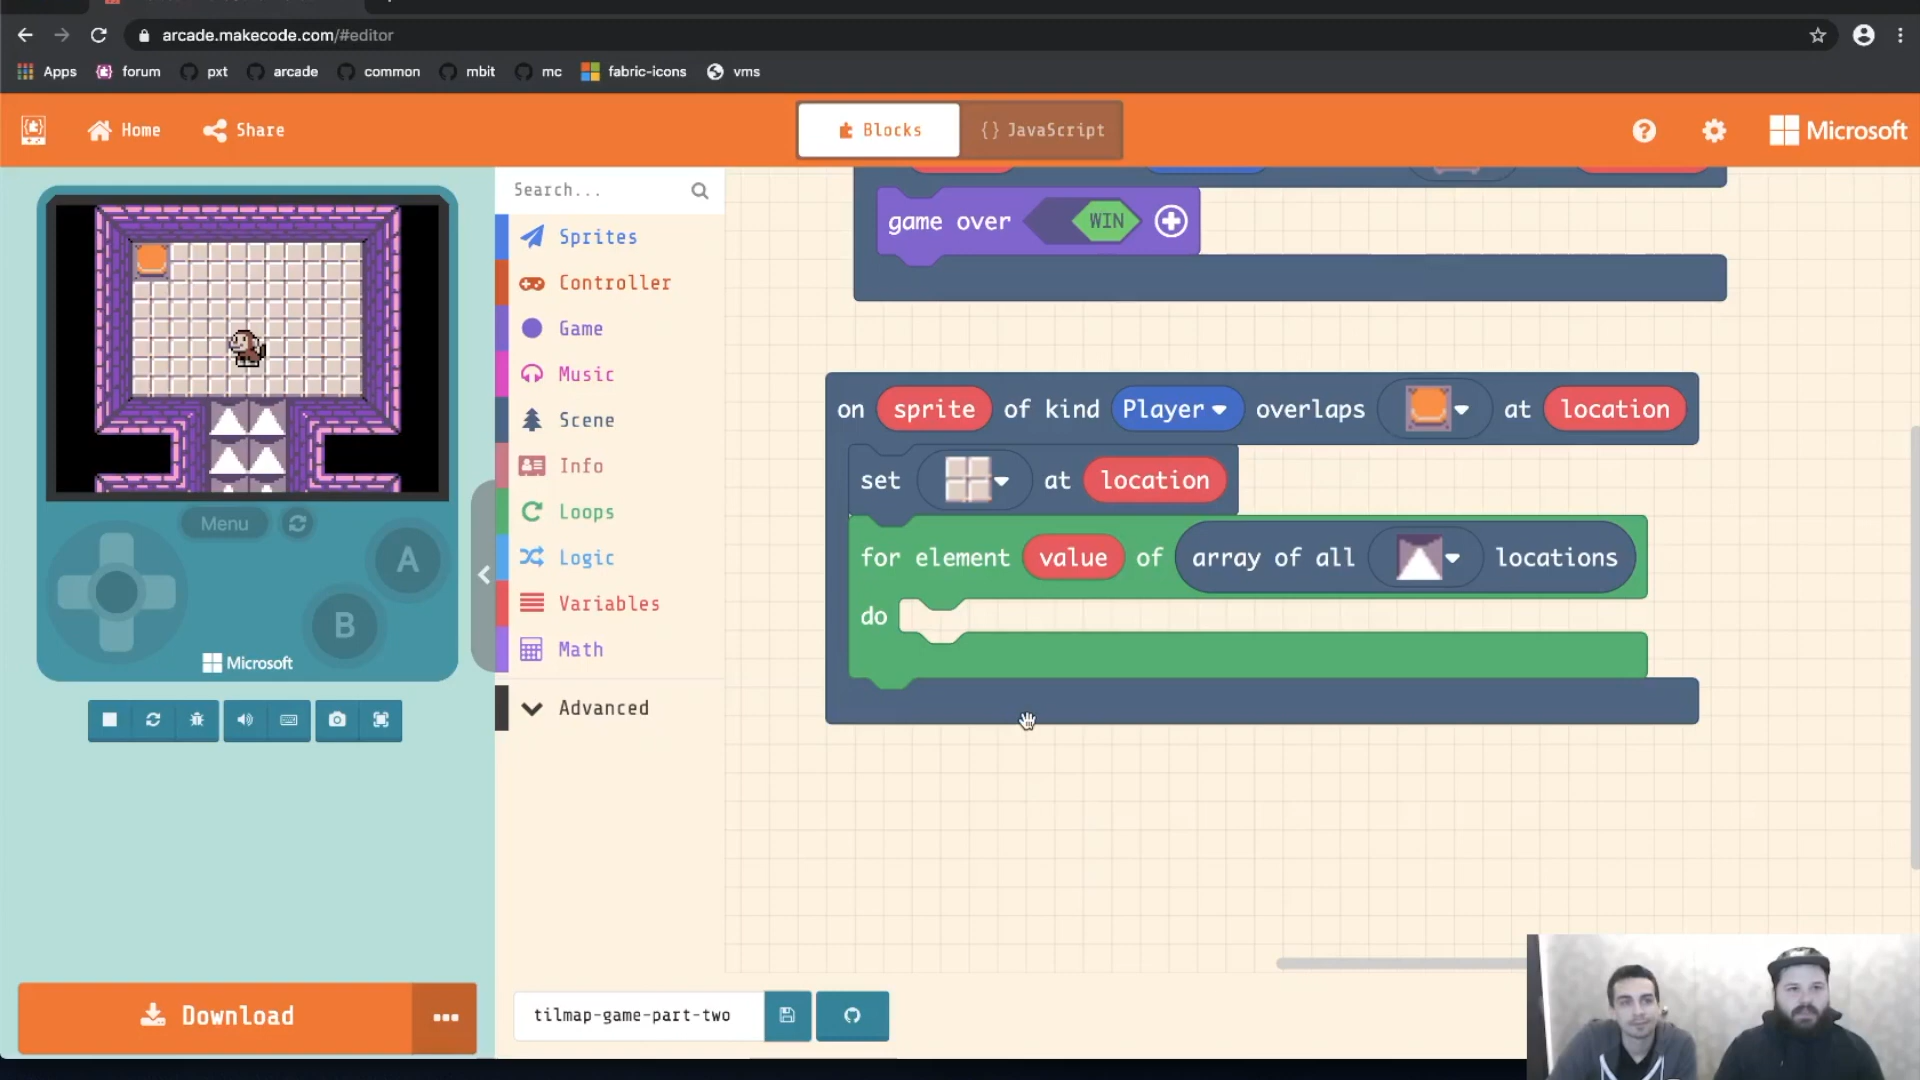 arcade.makecode.com/#editor
Apps forum pxt arcade common mbit mc fabric-icons vms
Home Share Blocks {} JavaScript ? Microsoft
Search...
Sprites
Controller
Game
Music
Scene
Info
Loops
Logic
Variables
Math
Advanced
Menu
A
B
Microsoft
game over WIN
on sprite of kind Player overlaps at location
set at location
for element value of array of all locations
do
Download ...
tilmap-game-part-two